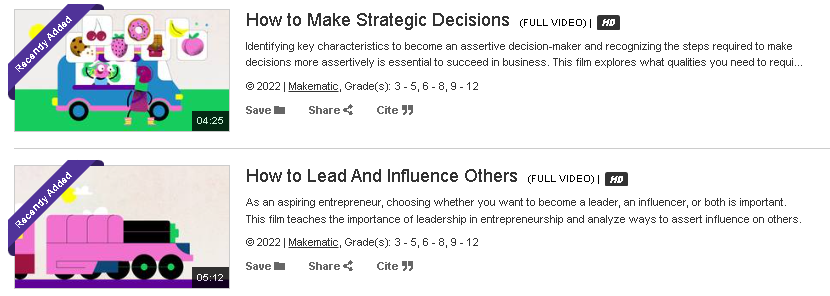 Recently Added
04:25
How to Make Strategic Decisions (FULL VIDEO) | HD
Identifying key characteristics to become an assertive decision-maker and recognizing the steps required to make
decisions more assertively is essential to succeed in business. This film explores what qualities you need to requi...
© 2022 | Makematic, Grade(s): 3 - 5, 6 - 8, 9 - 12
Save Share Cite
Recently Added
05:12
How to Lead And Influence Others (FULL VIDEO) | HD
As an aspiring entrepreneur, choosing whether you want to become a leader, an influencer, or both is important.
This film teaches the importance of leadership in entrepreneurship and analyze ways to assert influence on others.
© 2022 | Makematic, Grade(s): 3 - 5, 6 - 8, 9 - 12
Save Share Cite